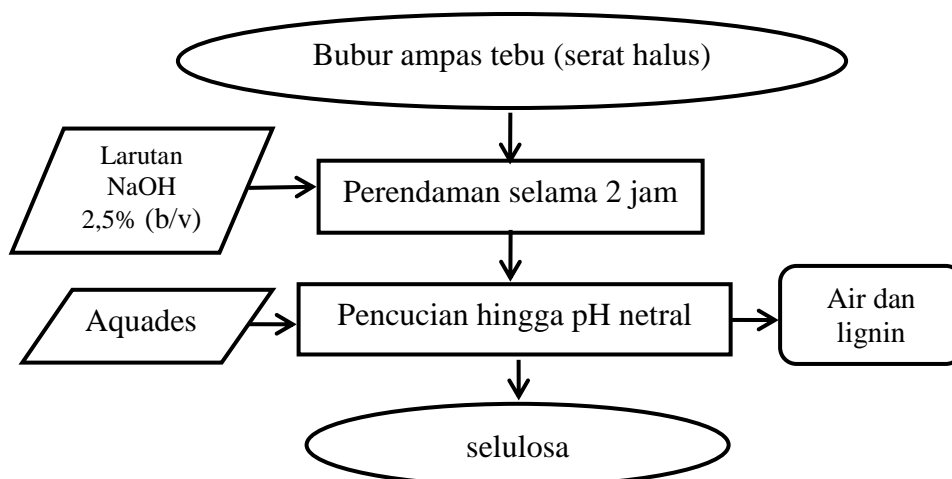 Bubur ampas tebu (serat halus)
Larutan
NaOH
2,5% (b/v)
Perendaman selama 2 jam
Aquades
Pencucian hingga pH netral
Air dan
lignin
selulosa